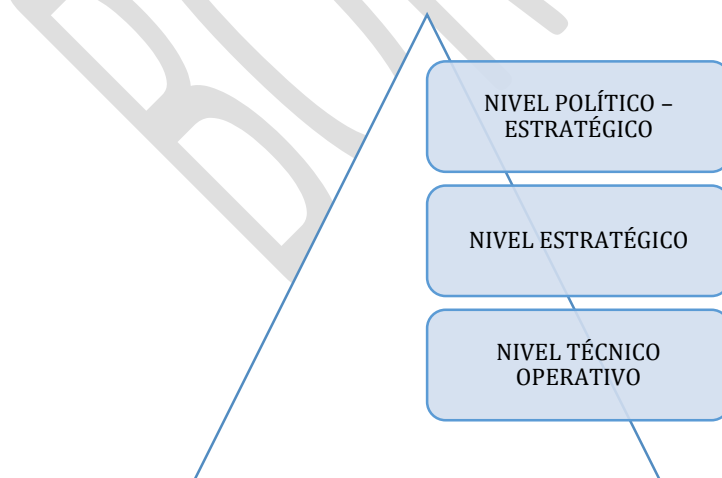 NIVEL POLÍTICO –
ESTRATÉGICO
NIVEL ESTRATÉGICO
NIVEL TÉCNICO
OPERATIVO